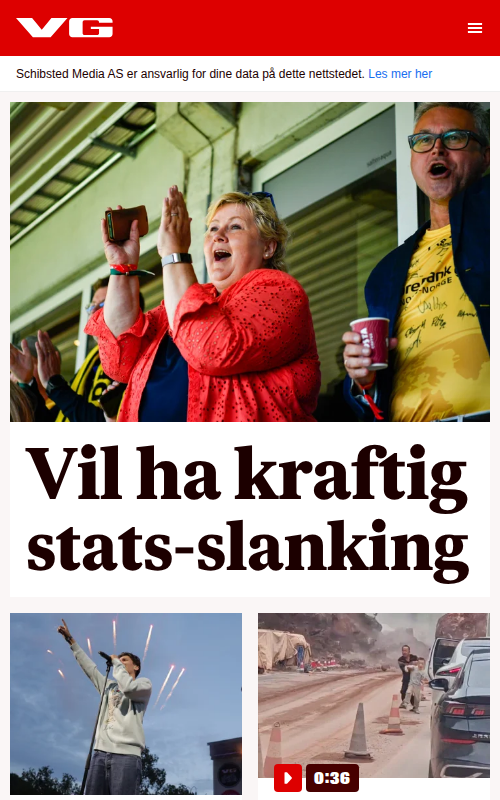 VG
Schibsted Media AS er ansvarlig for dine data på dette nettstedet. Les mer her
Vil ha kraftig
stats-slanking
0:36